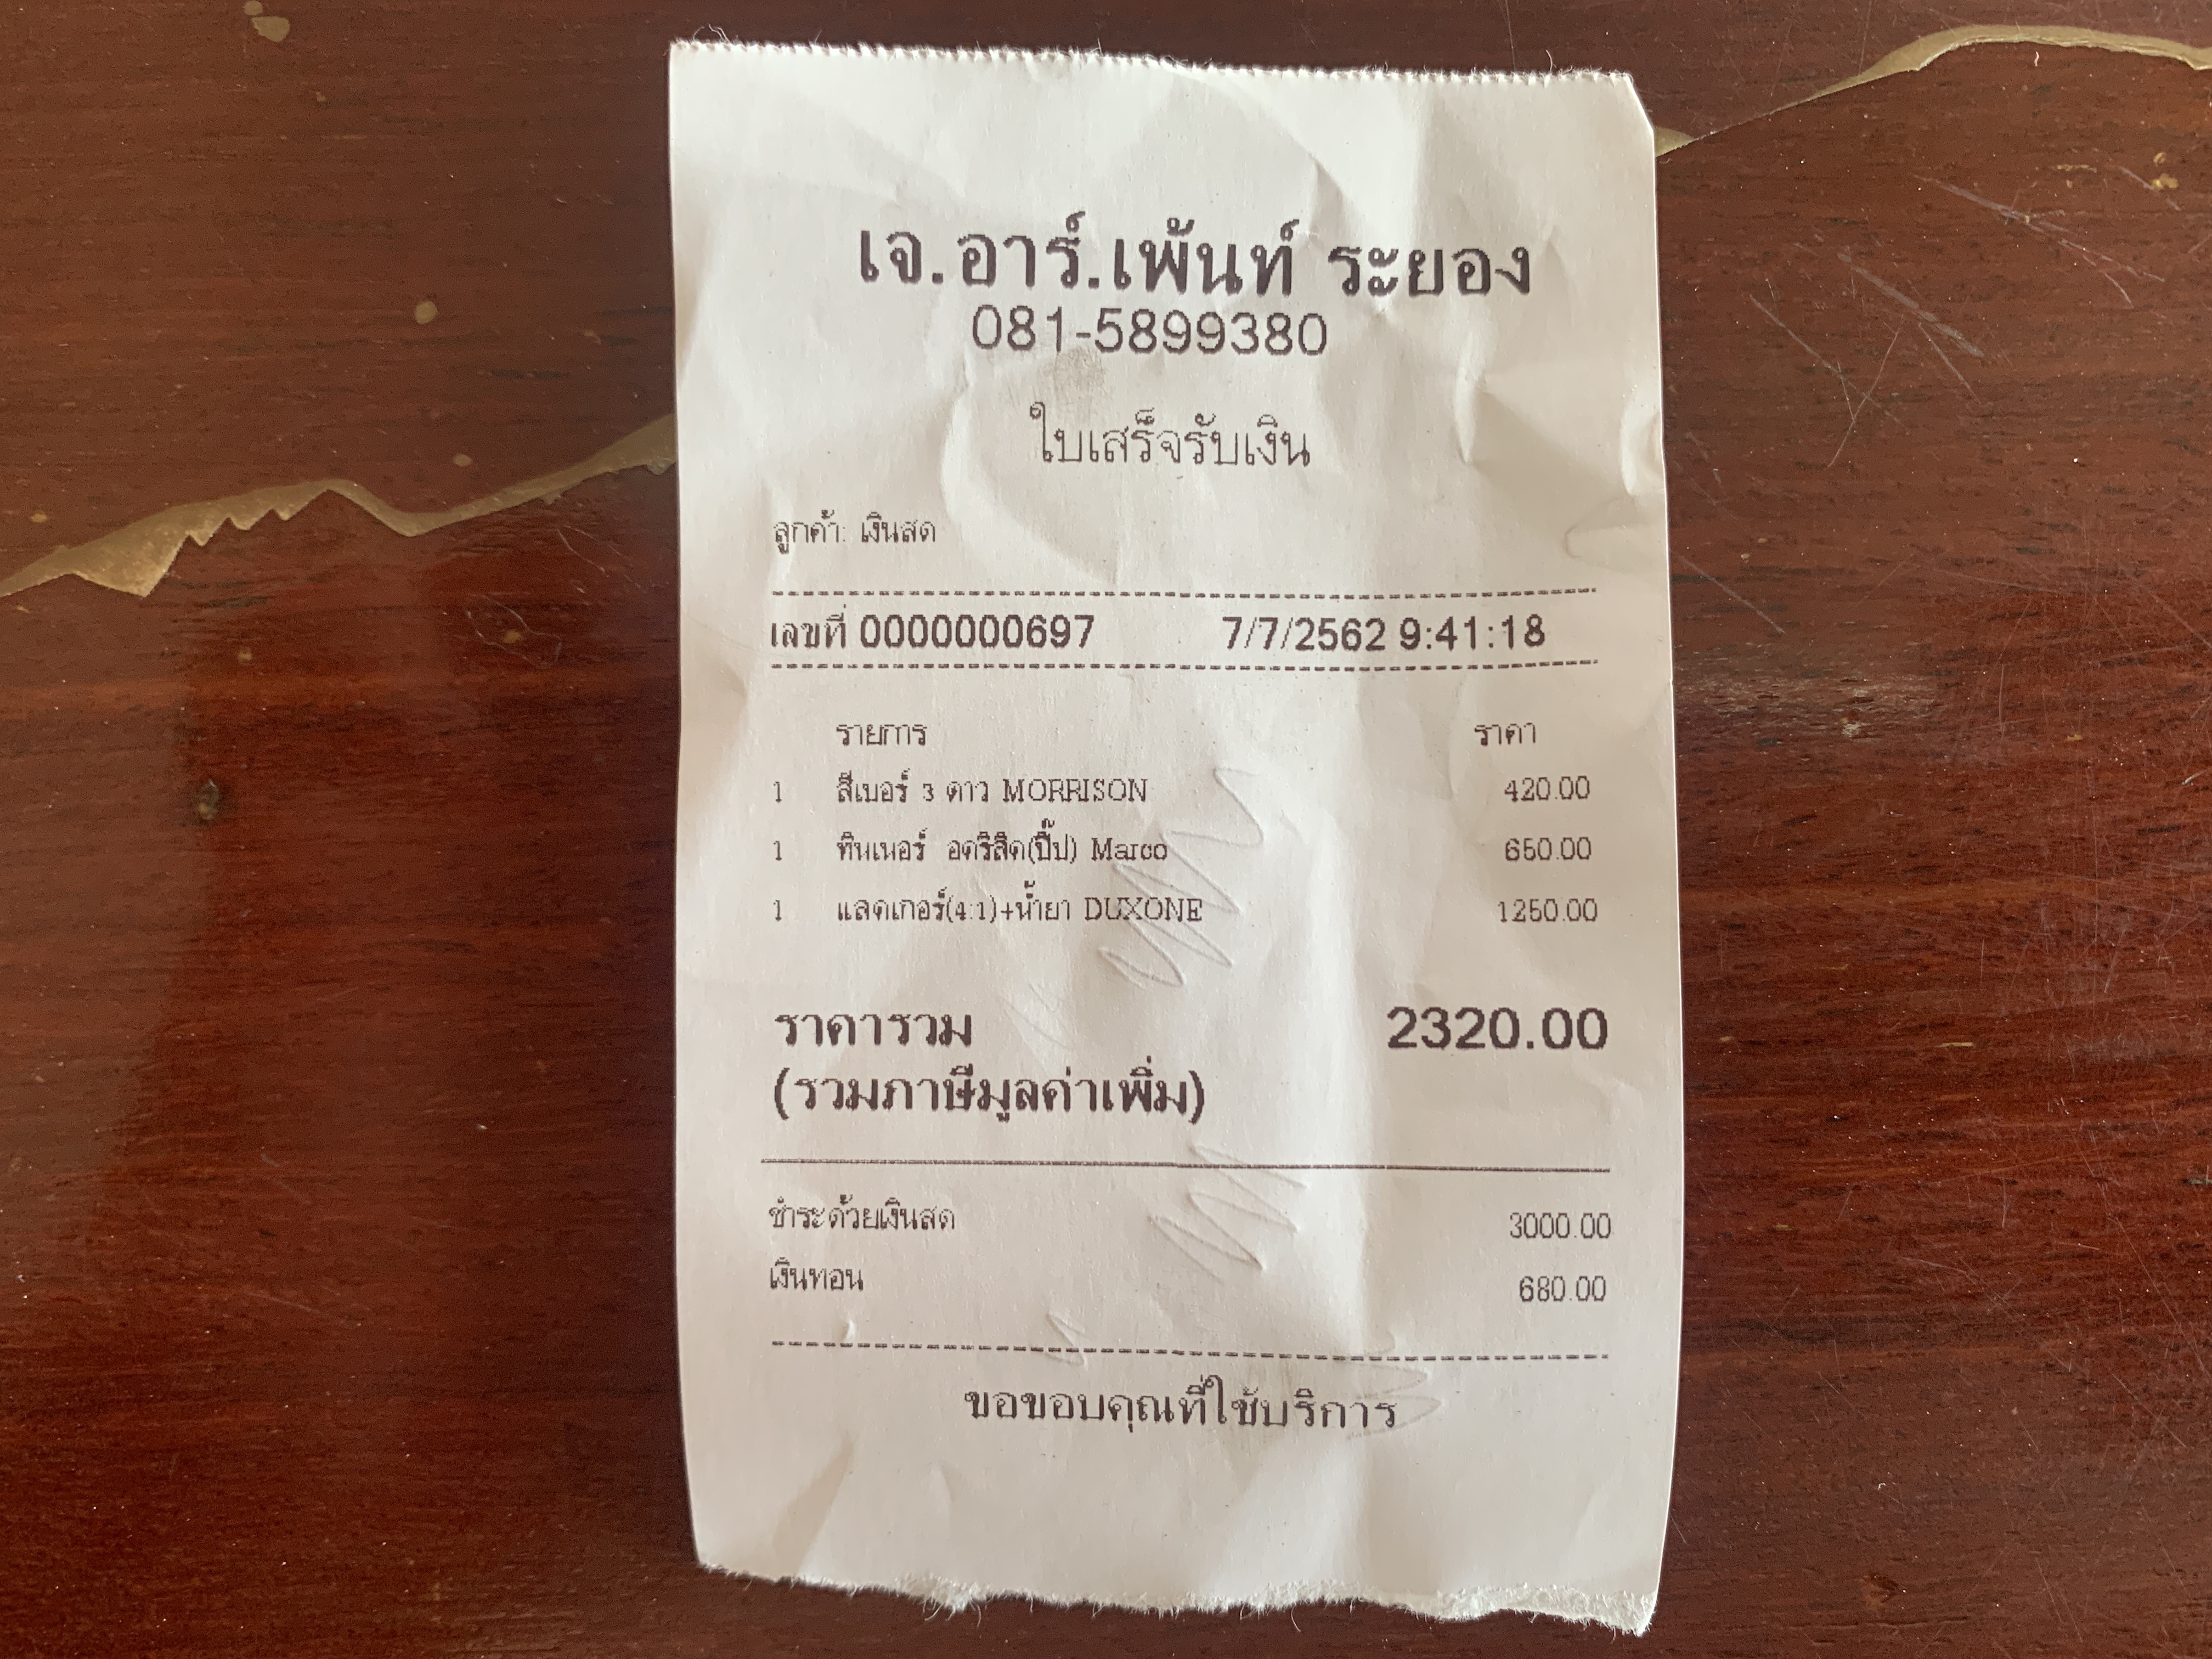 เจ.อาร์.เพ้นท์ ระยอง
081-5899380
ใบเสร็จรับเงิน
ลูกค้า: เงินสด
เลขที่ 0000000697 7/7/2562 9:41:18
รายการ ราคา
1 สีเบอร์ 3 ดาว MORRISON 420.00
1 ทินเนอร์ อคริลิค(ปี๊ป) Marco 650.00
1 แลคเกอร์(4:1)+น้ำยา DUXONE 1250.00
ราคารวม 2320.00
(รวมภาษีมูลค่าเพิ่ม)
ชำระด้วยเงินสด 3000.00
เงินทอน 680.00
ขอขอบคุณที่ใช้บริการ